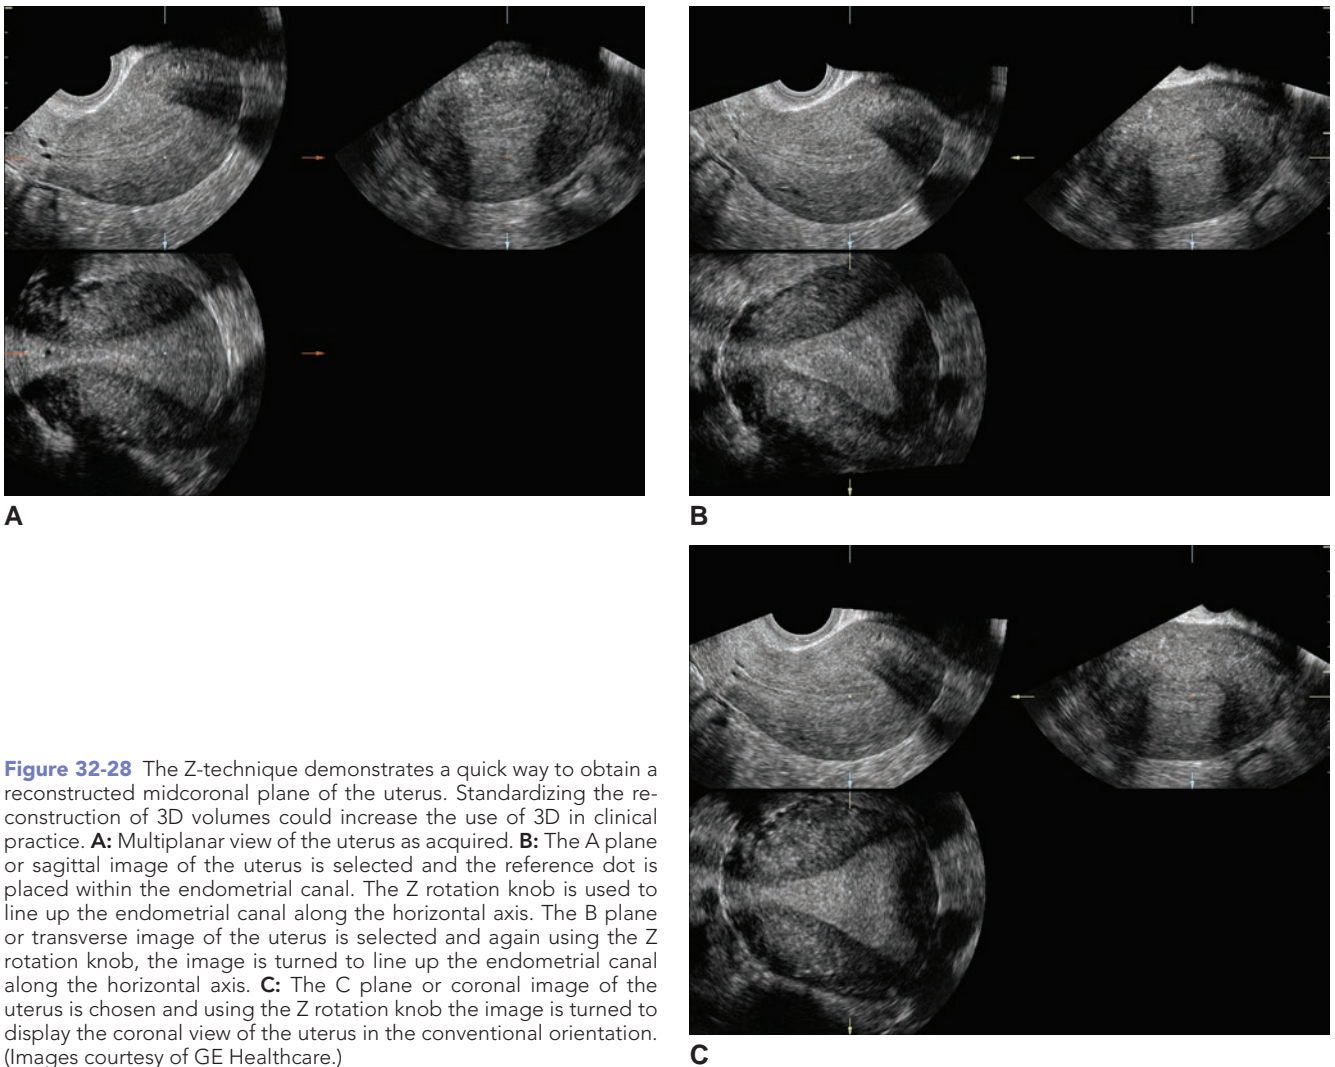 A
B
Figure 32-28 The Z-technique demonstrates a quick way to obtain a
reconstructed midcoronal plane of the uterus. Standardizing the re-
construction of 3D volumes could increase the use of 3D in clinical
practice. A: Multiplanar view of the uterus as acquired. B: The A plane
or sagittal image of the uterus is selected and the reference dot is
placed within the endometrial canal. The Z rotation knob is used to
line up the endometrial canal along the horizontal axis. The B plane
or transverse image of the uterus is selected and again using the Z
rotation knob, the image is turned to line up the endometrial canal
along the horizontal axis. C: The C plane or coronal image of the
uterus is chosen and using the Z rotation knob the image is turned to
display the coronal view of the uterus in the conventional orientation.
(Images courtesy of GE Healthcare.)
C